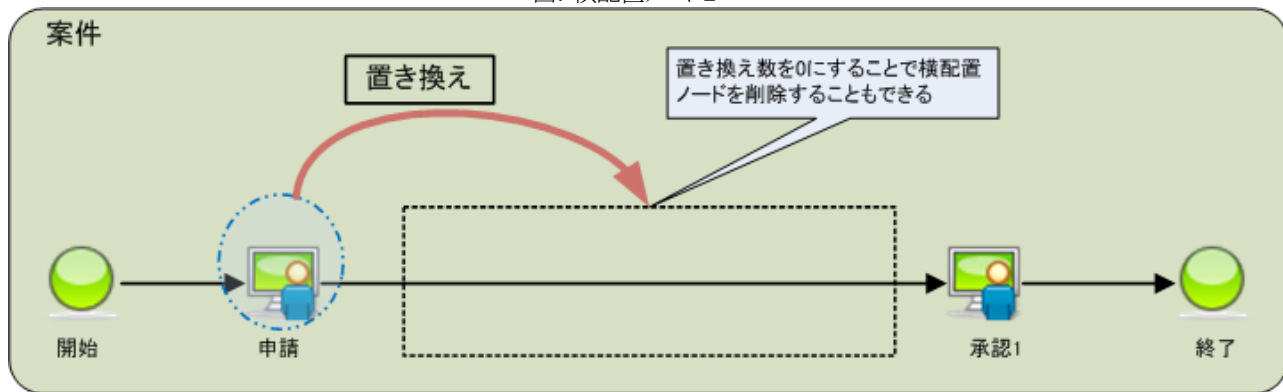 案件
置き換え
置き換え数を0にすることで横配置
ノードを削除することもできる
開始
申請
承認1
終了